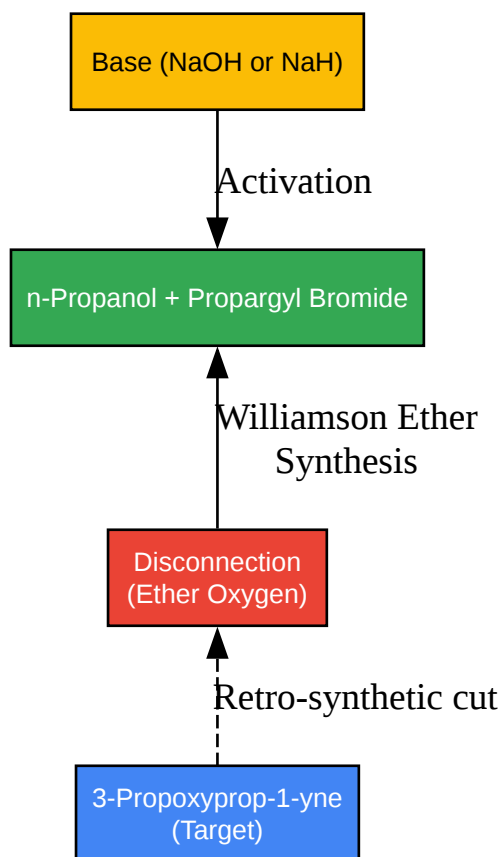 Base (NaOH or NaH)
Activation
n-Propanol + Propargyl Bromide
Williamson Ether
Synthesis
Disconnection
(Ether Oxygen)
Retro-synthetic cut
3-Propoxyprop-1-yne
(Target)